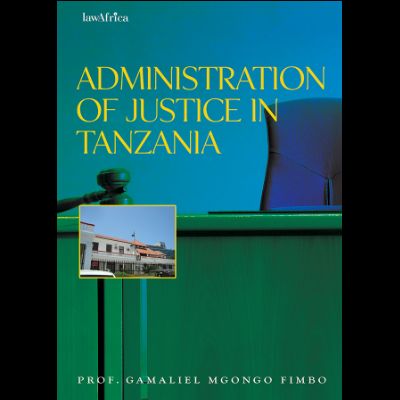 lawAfrica
ADMINISTRATION
OF JUSTICE IN
TANZANIA
PROF. GAMALIEL MGONGO FIMBO